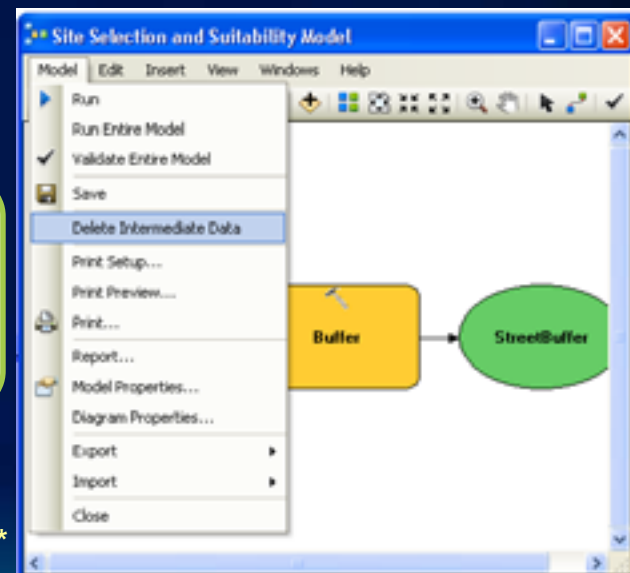 Site Selection and Suitability Model
Model Edit Insert View Windows Help
Run
Run Entire Model
Validate Entire Model
Save
Delete Intermediate Data
Print Setup...
Print Preview....
Print...
Report...
Model Properties...
Diagram Properties...
Export
Import
Close
Buffer
StreetBuffer
*